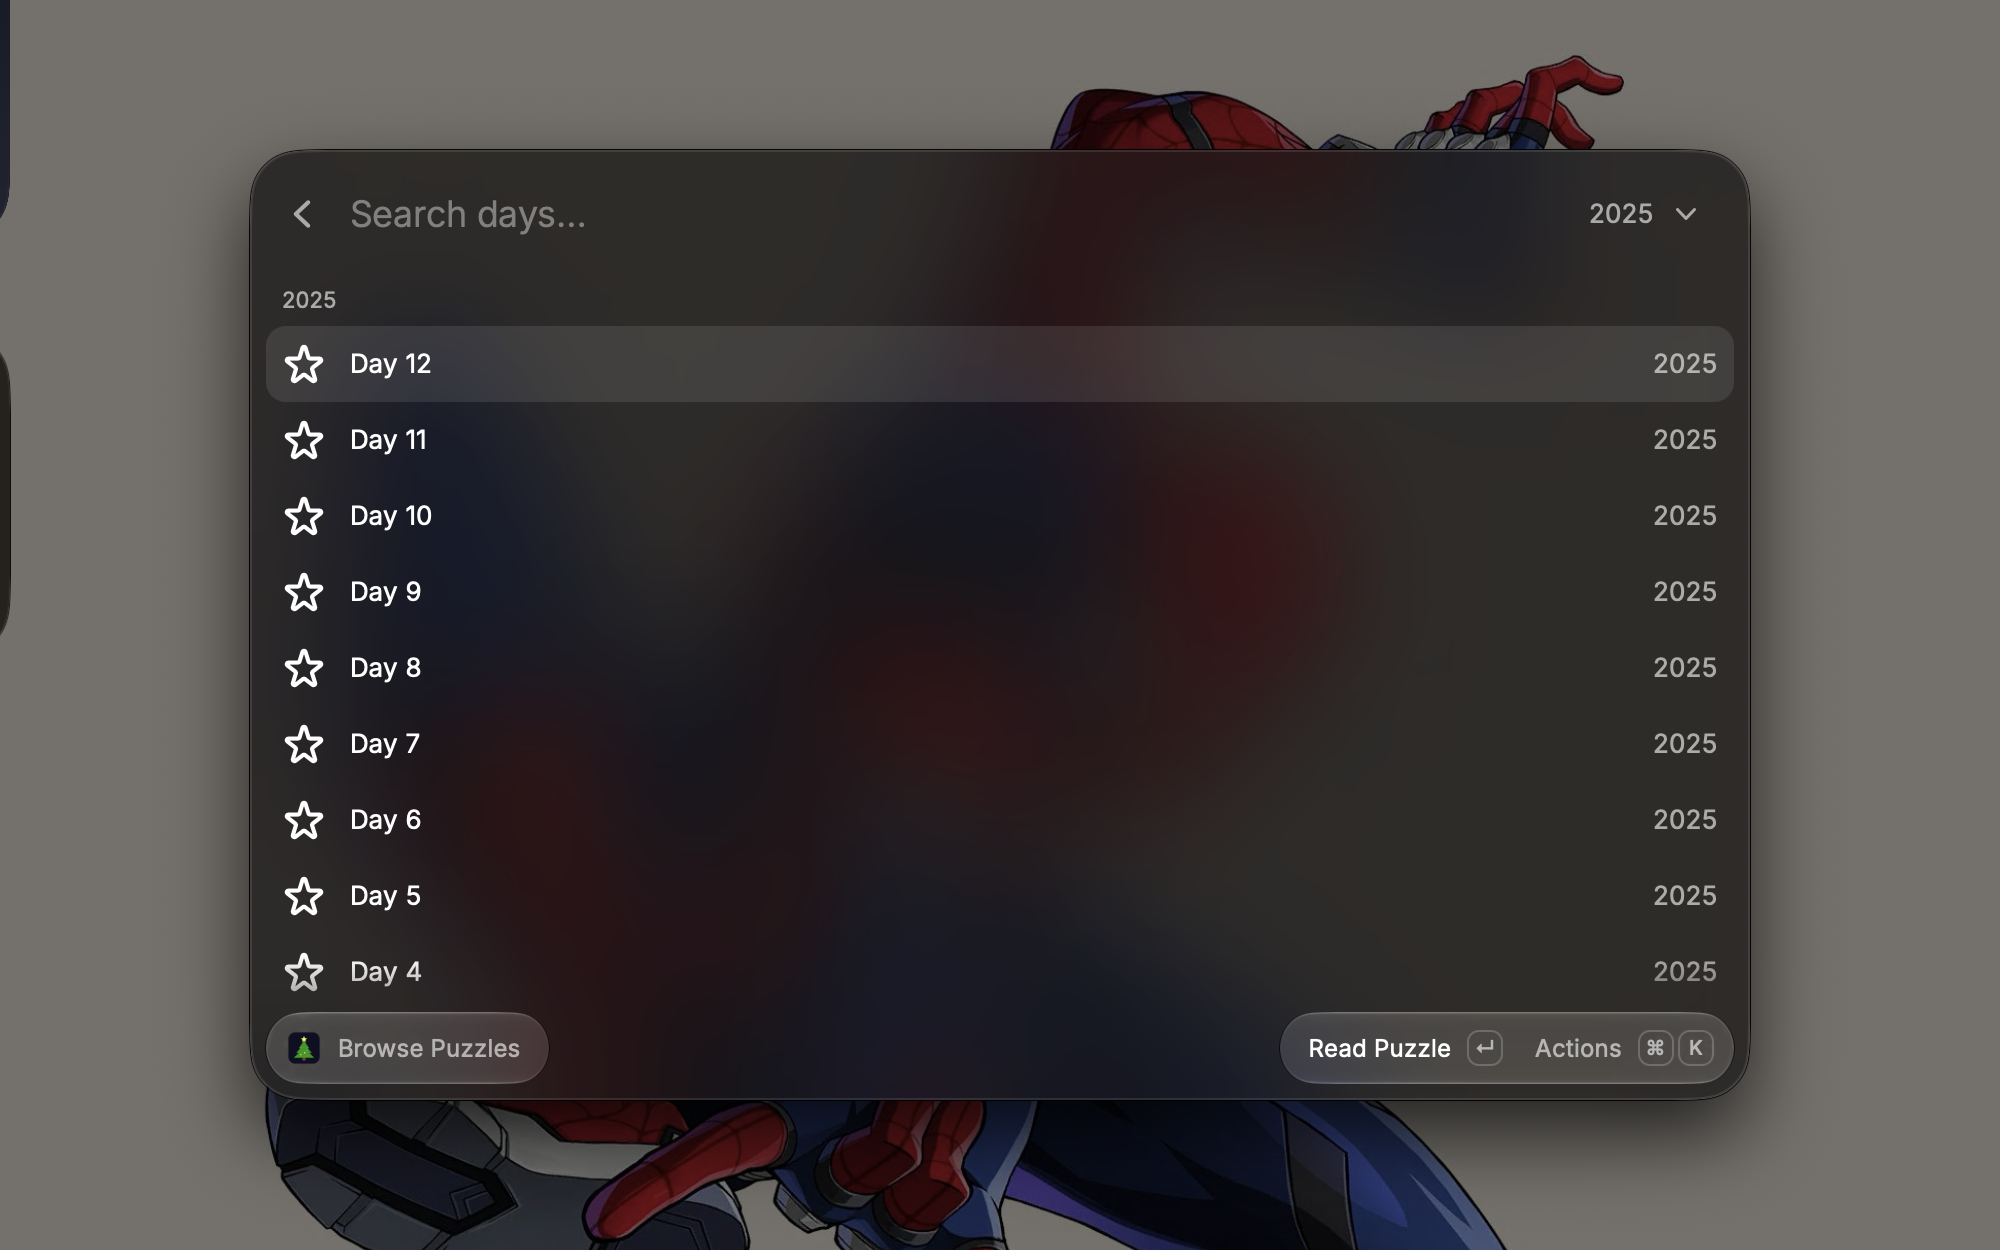 Search days...
2025
2025
Day 12 2025
Day 11 2025
Day 10 2025
Day 9 2025
Day 8 2025
Day 7 2025
Day 6 2025
Day 5 2025
Day 4 2025
Browse Puzzles
Read Puzzle ↵ Actions ⌘ K